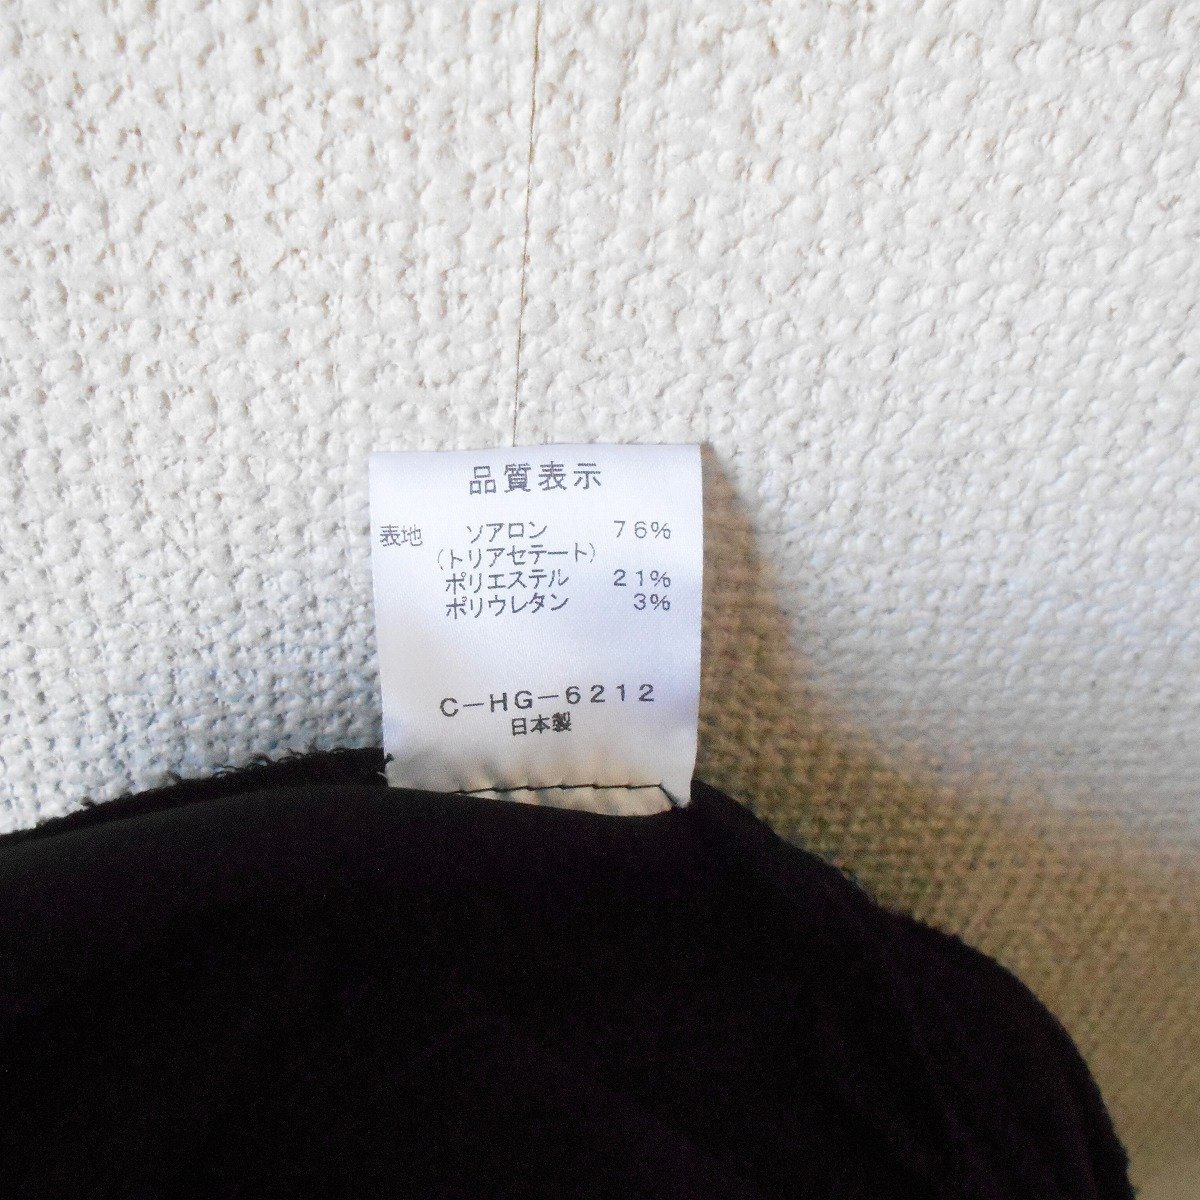 品質表示
表地 ソアロン 76%
(トリアセテート)
ポリエステル 21%
ポリウレタン 3%
C-HG-6212
日本製